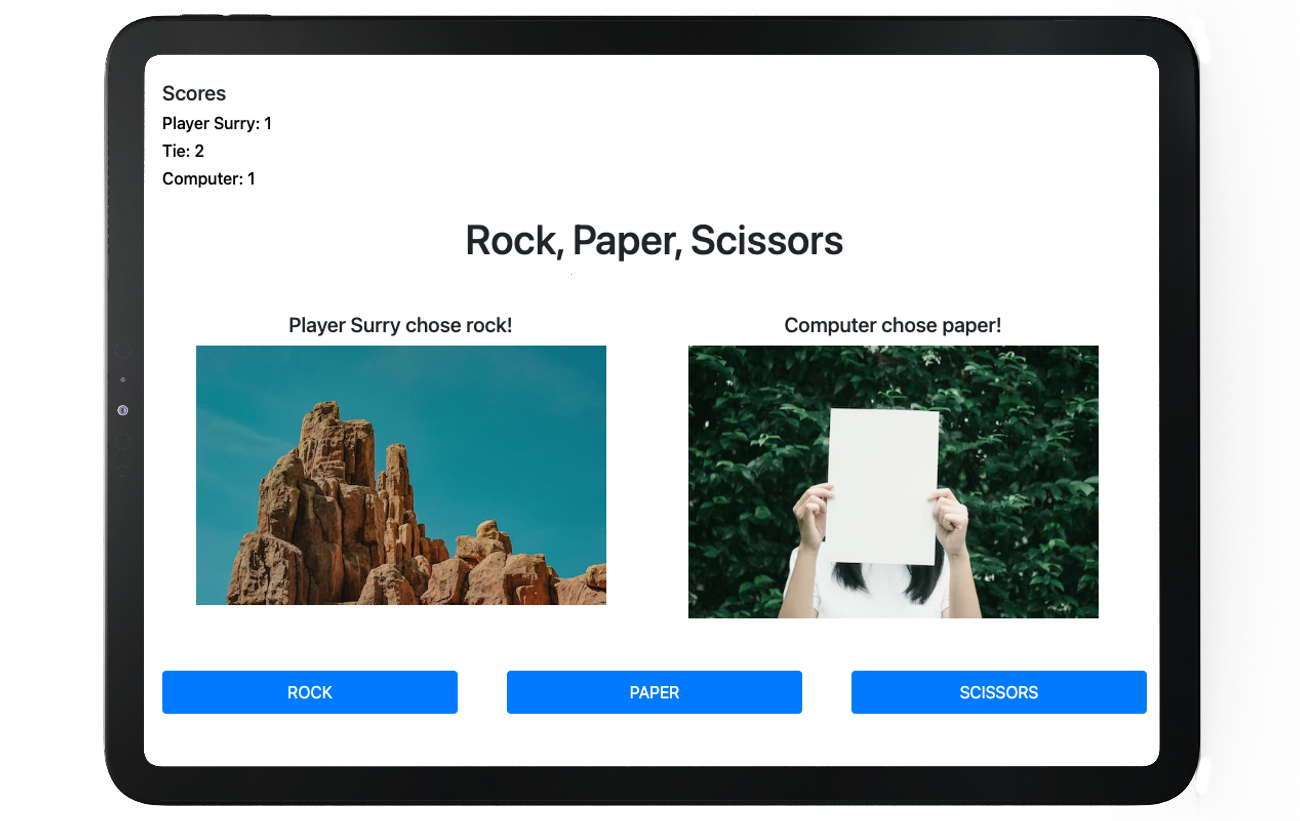 Scores
Player Surry: 1
Tie: 2
Computer: 1
Rock, Paper, Scissors
Player Surry chose rock!
Computer chose paper!
ROCK
PAPER
SCISSORS